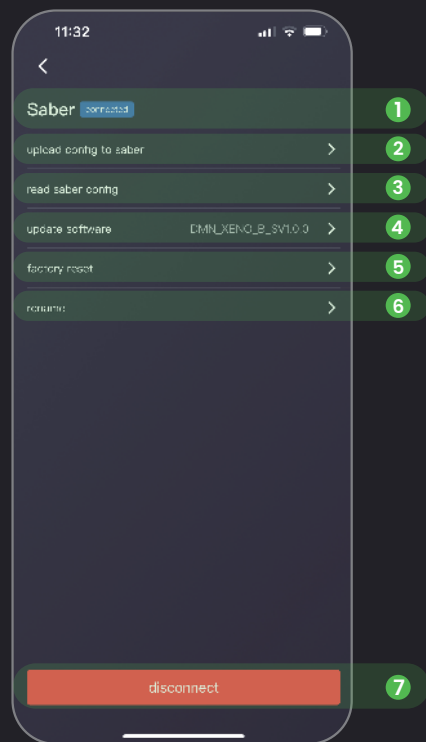 11:32
Saber connected 1
upload config to saber 2
read saber config 3
update software DMN_XENO_B_SV1.0.0 4
factory reset 5
rename 6
disconnect 7